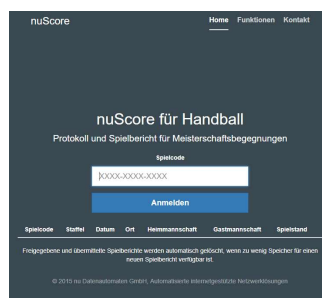 nuScore Home Funktionen Kontakt
nuScore für Handball
Protokoll und Spielbericht für Meisterschaftsbegegnungen
Spielcode
XXXX-XXXX-XXXX
Anmelden
Spielcode Staffel Datum Ort Heimmannschaft Gastmannschaft Spielstand
Freigegebene und übermittelte Spielberichte werden automatisch gelöscht, wenn zu wenig Speicher für einen
neuen Spielbericht verfügbar ist.
© 2015 nu Datenautomaten GmbH, Automatisierte internetgestützte Netzwerklösungen